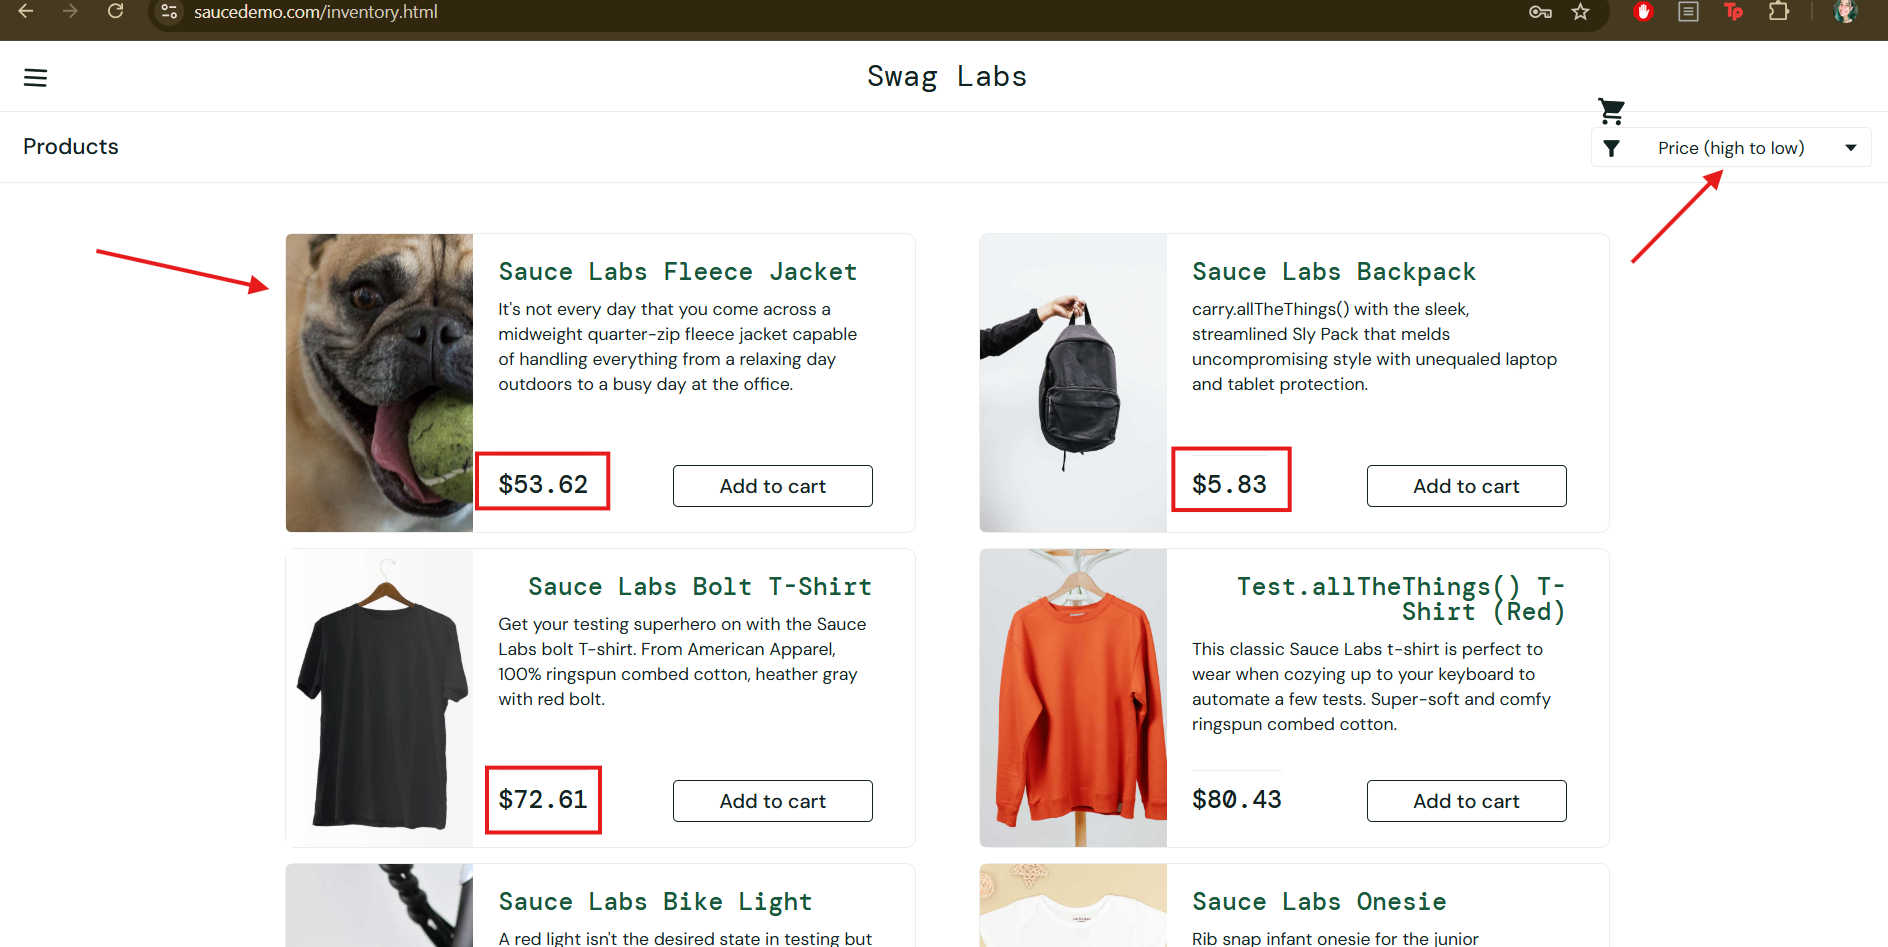 saucedemo.com/inventory.html
Swag Labs
Products
Price (high to low)
Sauce Labs Fleece Jacket
It's not every day that you come across a
midweight quarter-zip fleece jacket capable
of handling everything from a relaxing day
outdoors to a busy day at the office.
$53.62
Add to cart
Sauce Labs Backpack
carry.allTheThings() with the sleek,
streamlined Sly Pack that melds
uncompromising style with unequaled laptop
and tablet protection.
$5.83
Add to cart
Sauce Labs Bolt T-Shirt
Get your testing superhero on with the Sauce
Labs bolt T-shirt. From American Apparel,
100% ringspun combed cotton, heather gray
with red bolt.
$72.61
Add to cart
Test.allTheThings() T-
Shirt (Red)
This classic Sauce Labs t-shirt is perfect to
wear when cozying up to your keyboard to
automate a few tests. Super-soft and comfy
ringspun combed cotton.
$80.43
Add to cart
Sauce Labs Bike Light
A red light isn't the desired state in testing but
Sauce Labs Onesie
Rib snap infant onesie for the junior